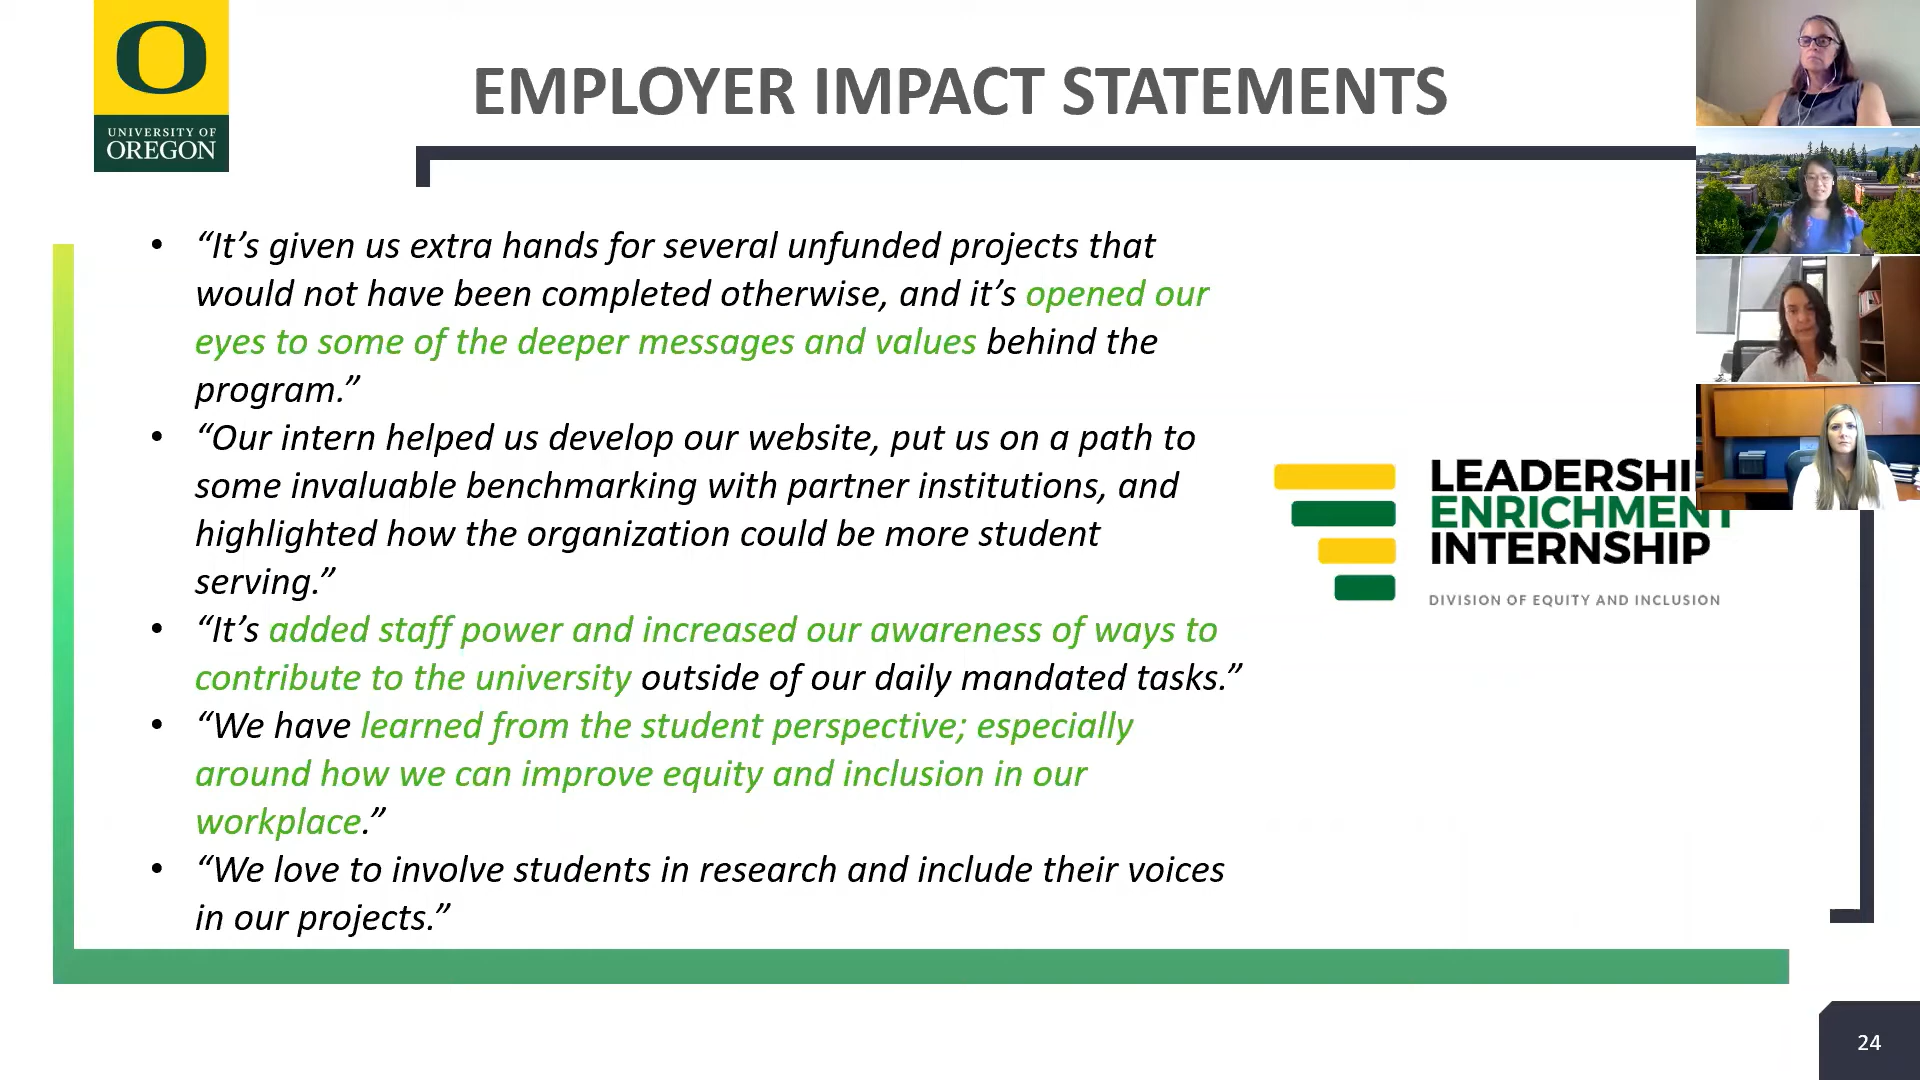 UNIVERSITY OF
OREGON
EMPLOYER IMPACT STATEMENTS
• “It’s given us extra hands for several unfunded projects that
would not have been completed otherwise, and it’s opened our
eyes to some of the deeper messages and values behind the
program.”
• “Our intern helped us develop our website, put us on a path to
some invaluable benchmarking with partner institutions, and
highlighted how the organization could be more student
serving.”
• “It’s added staff power and increased our awareness of ways to
contribute to the university outside of our daily mandated tasks.”
• “We have learned from the student perspective; especially
around how we can improve equity and inclusion in our
workplace.”
• “We love to involve students in research and include their voices
in our projects.”
LEADERSHI
ENRICHMENT
INTERNSHIP
DIVISION OF EQUITY AND INCLUSION
24